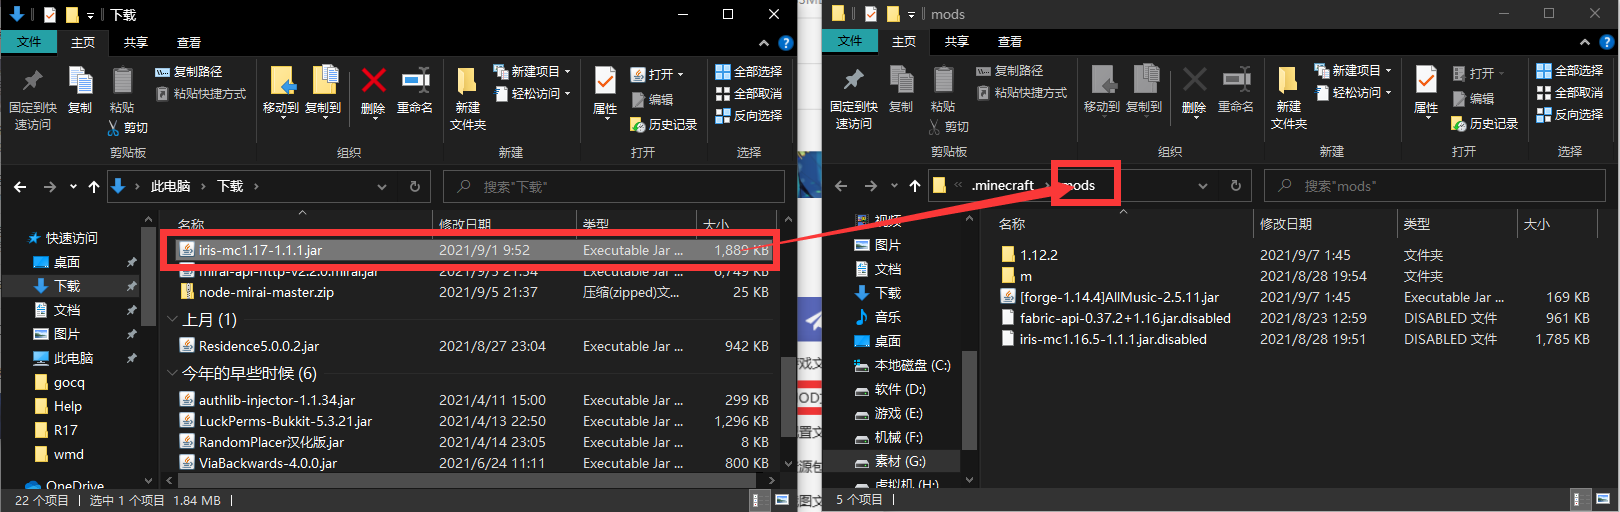 下载
文件
主页
共享
查看
固定到快
速访问
复制
粘贴
复制路径
粘贴快捷方式
剪切
剪贴板
移动到
复制到
删除
重命名
组织
新建
文件夹
新建项目
轻松访问
新建
属性
打开
编辑
历史记录
打开
全部选择
全部取消
反向选择
选择
此电脑
下载
搜索"下载"
快速访问
桌面
下载
文档
图片
此电脑
gocq
Help
R17
wmd
OneDrive
名称 修改日期 类型 大小
iris-mc1.17-1.1.1.jar 2021/9/1 9:52 Executable Jar ... 1,889 KB
mirai-api-http-v2.2.0.mirai.jar 2021/9/5 21:34 Executable Jar ... 6,749 KB
node-mirai-master.zip 2021/9/5 21:37 压缩(zipped)文... 25 KB
上月 (1)
Residence5.0.0.2.jar 2021/8/27 23:04 Executable Jar ... 942 KB
今年的早些时候 (6)
authlib-injector-1.1.34.jar 2021/4/11 15:00 Executable Jar ... 299 KB
LuckPerms-Bukkit-5.3.21.jar 2021/4/13 22:50 Executable Jar ... 1,296 KB
RandomPlacer汉化版.jar 2021/4/14 23:05 Executable Jar ... 8 KB
ViaBackwards-4.0.0.jar 2021/6/24 11:11 Executable Jar ... 800 KB
22 个项目
选中 1 个项目 1.84 MB
mods
文件
主页
共享
查看
固定到快
速访问
复制
粘贴
复制路径
粘贴快捷方式
剪切
剪贴板
移动到
复制到
删除
重命名
组织
新建
文件夹
新建项目
轻松访问
新建
属性
打开
编辑
历史记录
打开
全部选择
全部取消
反向选择
选择
.minecraft
mods
搜索"mods"
视频
图片
文档
下载
音乐
桌面
本地磁盘 (C:)
软件 (D:)
游戏 (E:)
机械 (F:)
素材 (G:)
虚拟机 (H:)
名称 修改日期 类型 大小
1.12.2 2021/9/7 1:45 文件夹
m 2021/8/28 19:54 文件夹
[forge-1.14.4]AllMusic-2.5.11.jar 2021/9/7 1:45 Executable Jar ... 169 KB
fabric-api-0.37.2+1.16.jar.disabled 2021/8/23 12:59 DISABLED 文件 961 KB
iris-mc1.16.5-1.1.1.jar.disabled 2021/8/28 19:51 DISABLED 文件 1,785 KB
5 个项目